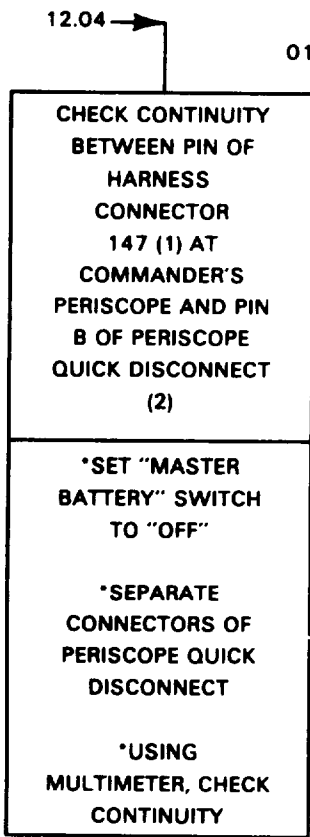 12.04
01
CHECK CONTINUITY
BETWEEN PIN OF
HARNESS
CONNECTOR
147 (1) AT
COMMANDER'S
PERISCOPE AND PIN
B OF PERISCOPE
QUICK DISCONNECT
(2)
*SET "MASTER
BATTERY" SWITCH
TO "OFF"
*SEPARATE
CONNECTORS OF
PERISCOPE QUICK
DISCONNECT
*USING
MULTIMETER, CHECK
CONTINUITY